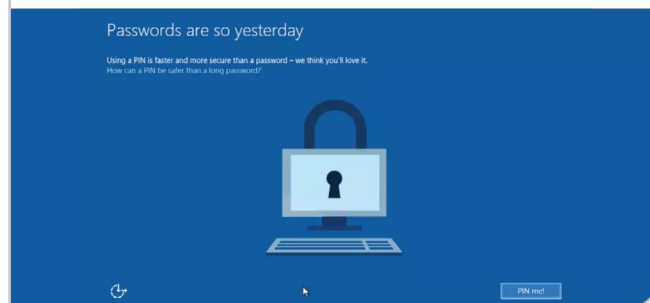 Passwords are so yesterday
Using a PIN is faster and more secure than a password – we think you'll love it.
How can a PIN be safer than a long password?
PIN me!